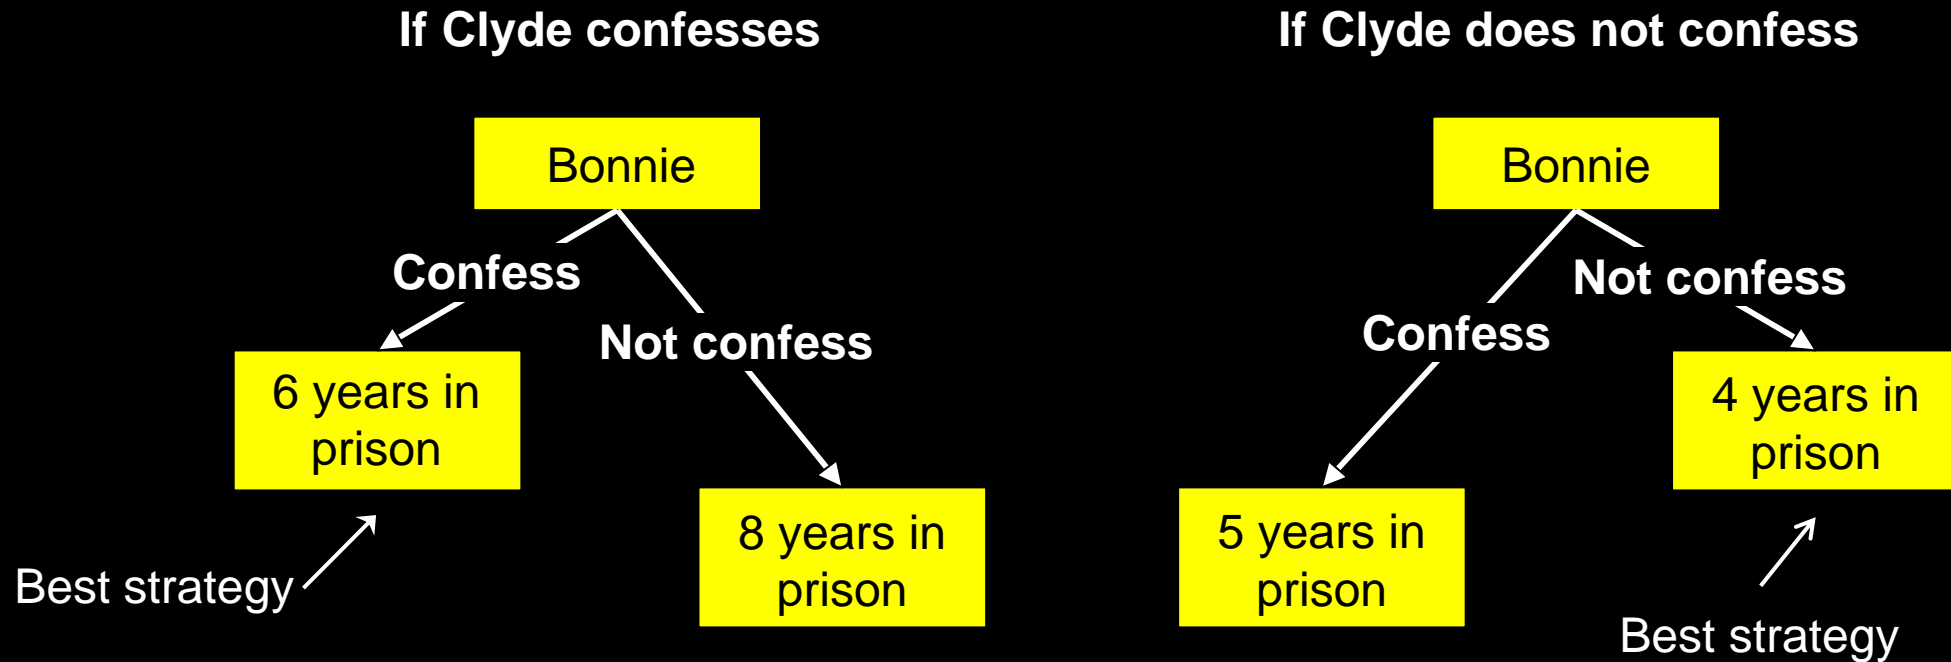 If Clyde confesses
Bonnie
Confess
Not confess
6 years in
prison
8 years in
prison
Best strategy
If Clyde does not confess
Bonnie
Not confess
Confess
4 years in
prison
5 years in
prison
Best strategy